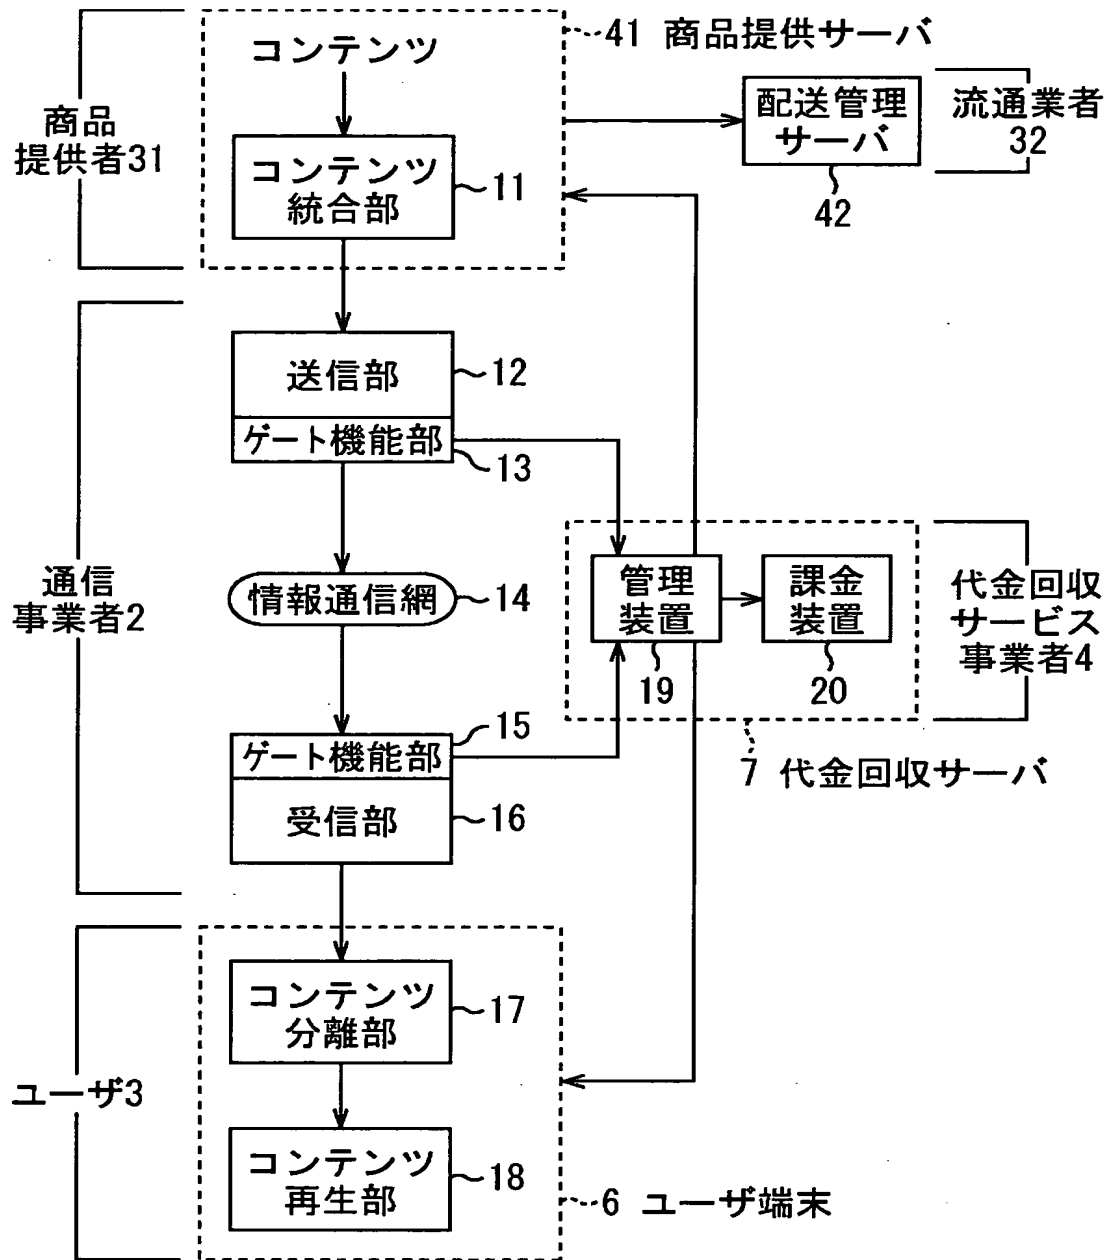 コンテンツ
41 商品提供サーバ
商品
提供者31
コンテンツ
統合部
11
配送管理
サーバ
42
流通業者
32
送信部
12
ゲート機能部
13
通信
事業者2
情報通信網
14
管理
装置
19
課金
装置
20
代金回収
サービス
事業者4
7 代金回収サーバ
15
ゲート機能部
受信部
16
コンテンツ
分離部
17
ユーザ3
コンテンツ
再生部
18
6 ユーザ端末